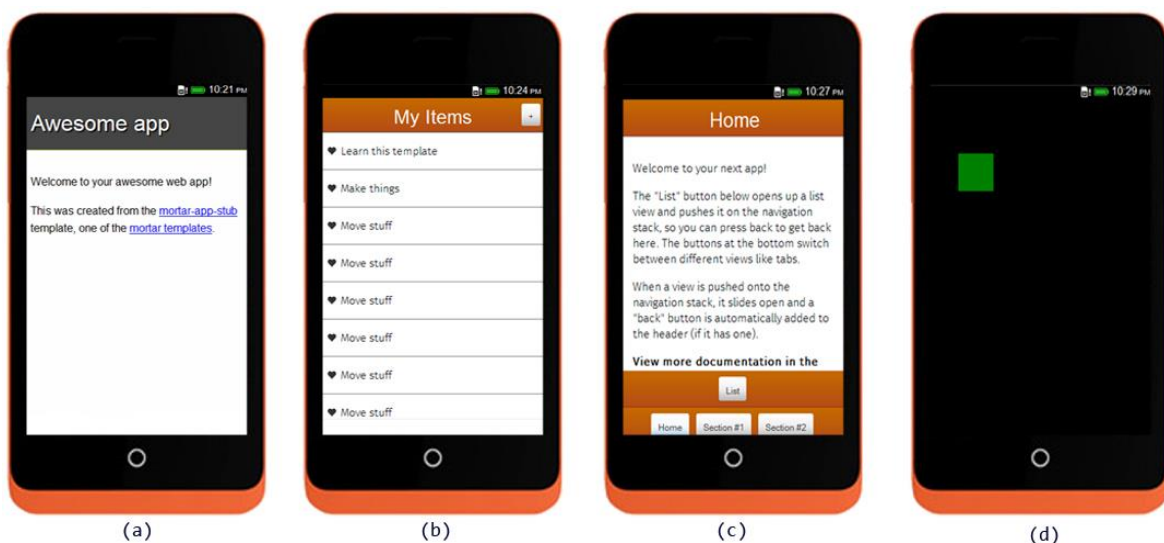 10:21 PM
Awesome app
Welcome to your awesome web app!
This was created from the mortar-app-stub
template, one of the mortar templates.
(a)
10:24 PM
My Items
+
Learn this template
Make things
Move stuff
Move stuff
Move stuff
Move stuff
Move stuff
Move stuff
(b)
10:27 PM
Home
Welcome to your next app!
The "List" button below opens up a list
view and pushes it on the navigation
stack, so you can press back to get back
here. The buttons at the bottom switch
between different views like tabs.
When a view is pushed onto the
navigation stack, it slides open and a
"back" button is automatically added to
the header (if it has one).
View more documentation in the
List
Home Section #1 Section #2
(c)
10:29 PM
(d)